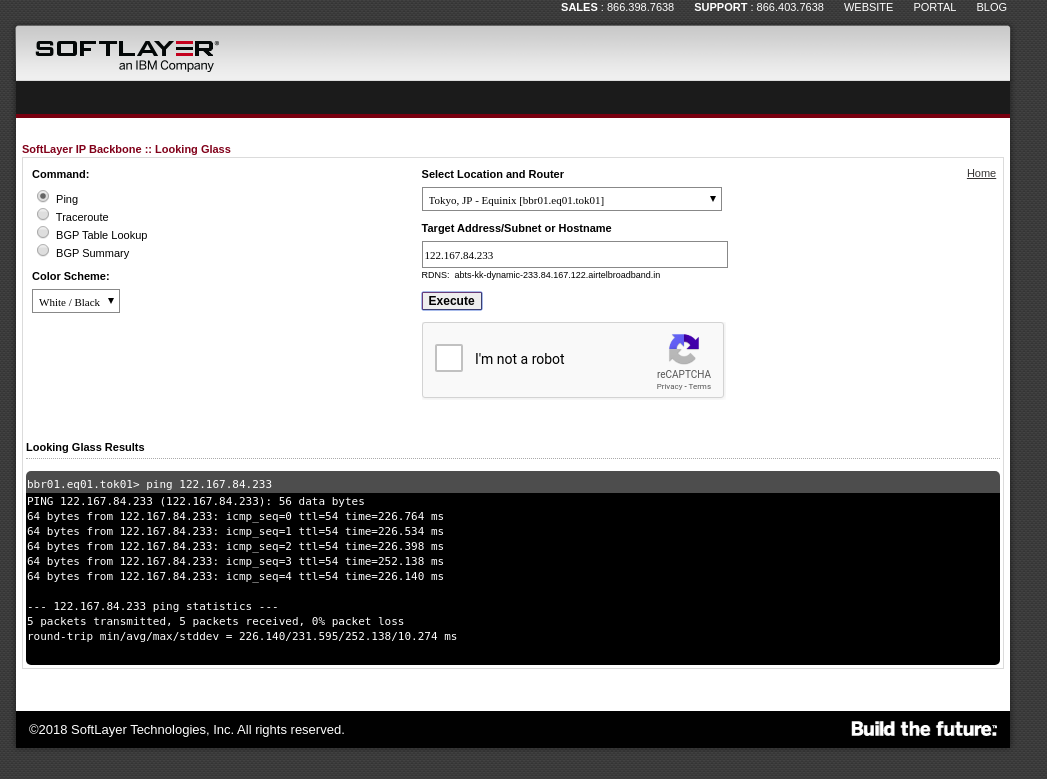 SALES : 866.398.7638 SUPPORT : 866.403.7638 WEBSITE PORTAL BLOG
SOFTLAYER®
an IBM Company
SoftLayer IP Backbone :: Looking Glass
Command:
Ping
Traceroute
BGP Table Lookup
BGP Summary
Color Scheme:
White / Black
Select Location and Router
Tokyo, JP - Equinix [bbr01.eq01.tok01]
Target Address/Subnet or Hostname
122.167.84.233
RDNS: abts-kk-dynamic-233.84.167.122.airtelbroadband.in
Execute
I'm not a robot
reCAPTCHA
Privacy - Terms
Home
Looking Glass Results
bbr01.eq01.tok01> ping 122.167.84.233
PING 122.167.84.233 (122.167.84.233): 56 data bytes
64 bytes from 122.167.84.233: icmp_seq=0 ttl=54 time=226.764 ms
64 bytes from 122.167.84.233: icmp_seq=1 ttl=54 time=226.534 ms
64 bytes from 122.167.84.233: icmp_seq=2 ttl=54 time=226.398 ms
64 bytes from 122.167.84.233: icmp_seq=3 ttl=54 time=252.138 ms
64 bytes from 122.167.84.233: icmp_seq=4 ttl=54 time=226.140 ms
--- 122.167.84.233 ping statistics ---
5 packets transmitted, 5 packets received, 0% packet loss
round-trip min/avg/max/stddev = 226.140/231.595/252.138/10.274 ms
©2018 SoftLayer Technologies, Inc. All rights reserved.
Build the future.™